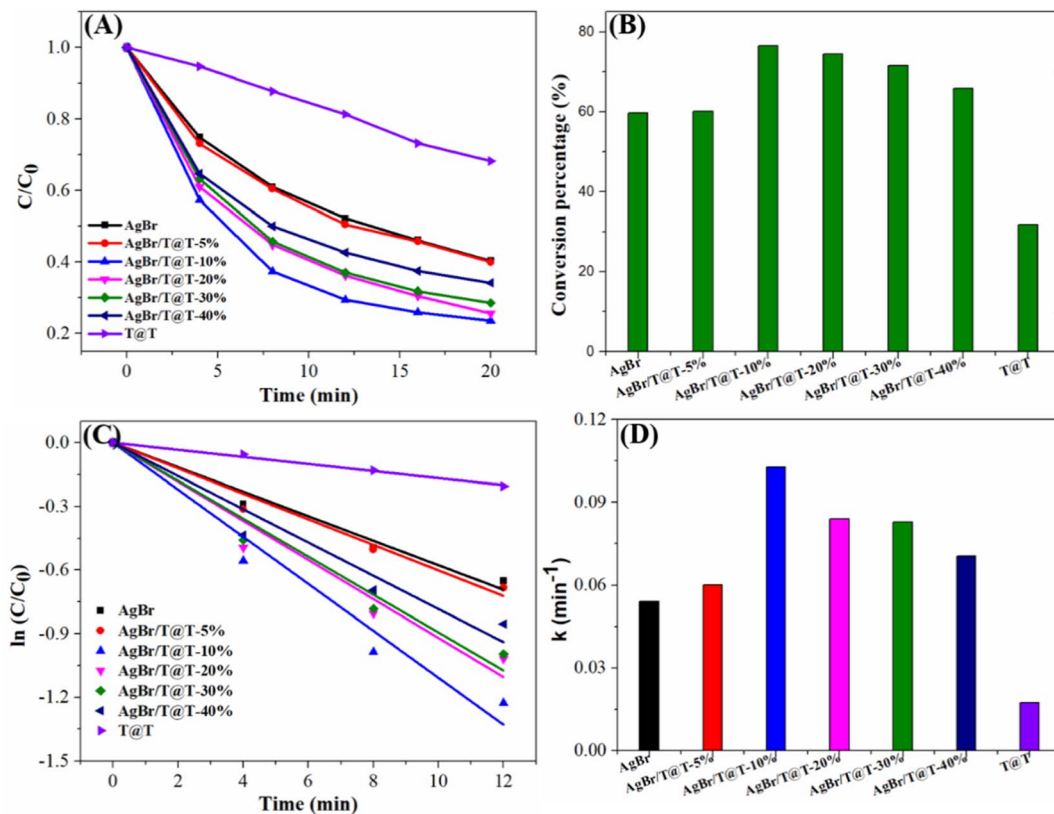 (A)
1.0
0.8
0.6
0.4
0.2
C/C0
AgBr
AgBr/T@T-5%
AgBr/T@T-10%
AgBr/T@T-20%
AgBr/T@T-30%
AgBr/T@T-40%
T@T
0 5 10 15 20
Time (min)
(B)
80
60
40
20
0
Conversion percentage (%)
AgBr
AgBr/T@T-5%
AgBr/T@T-10%
AgBr/T@T-20%
AgBr/T@T-30%
AgBr/T@T-40%
T@T
(C)
0.0
-0.3
-0.6
-0.9
-1.2
-1.5
ln (C/C0)
AgBr
AgBr/T@T-5%
AgBr/T@T-10%
AgBr/T@T-20%
AgBr/T@T-30%
AgBr/T@T-40%
T@T
0 2 4 6 8 10 12
Time (min)
(D)
0.12
0.09
0.06
0.03
0.00
k (min-1)
AgBr
AgBr/T@T-5%
AgBr/T@T-10%
AgBr/T@T-20%
AgBr/T@T-30%
AgBr/T@T-40%
T@T